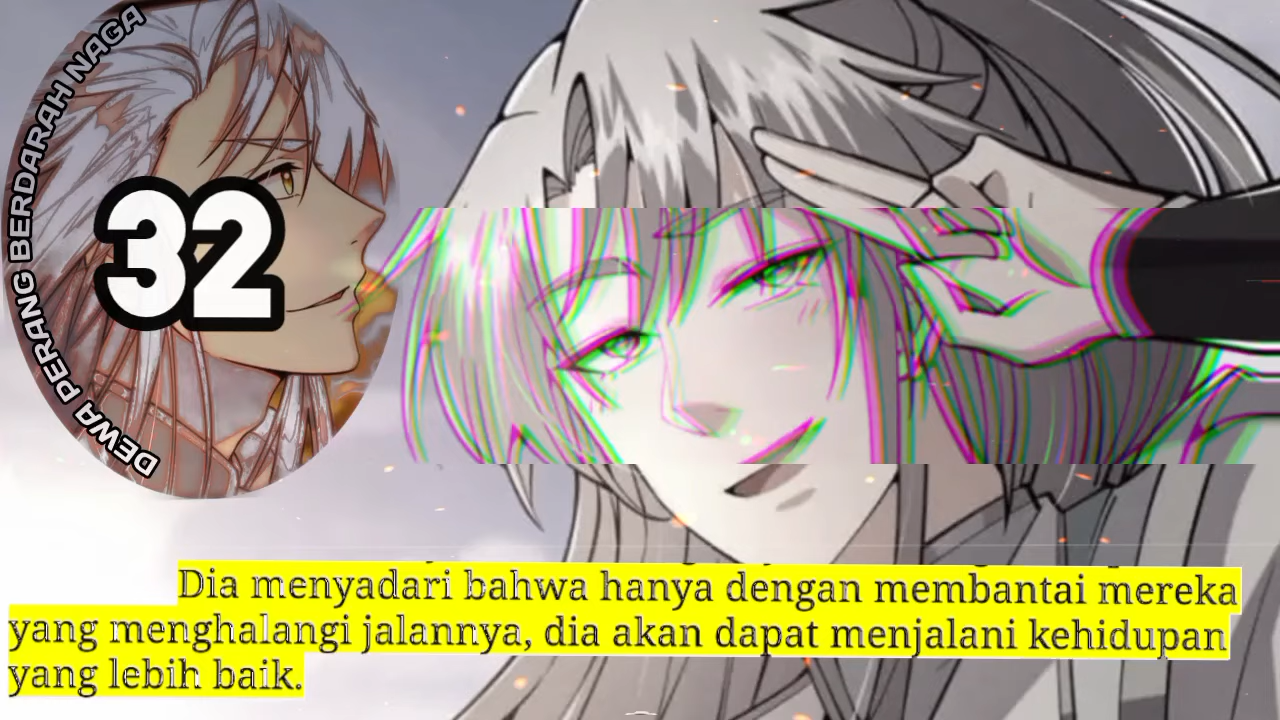 DEWA PERANG BERDARAH NAGA
32
Dia menyadari bahwa hanya dengan membantai mereka
yang menghalangi jalannya, dia akan dapat menjalani kehidupan
yang lebih baik.